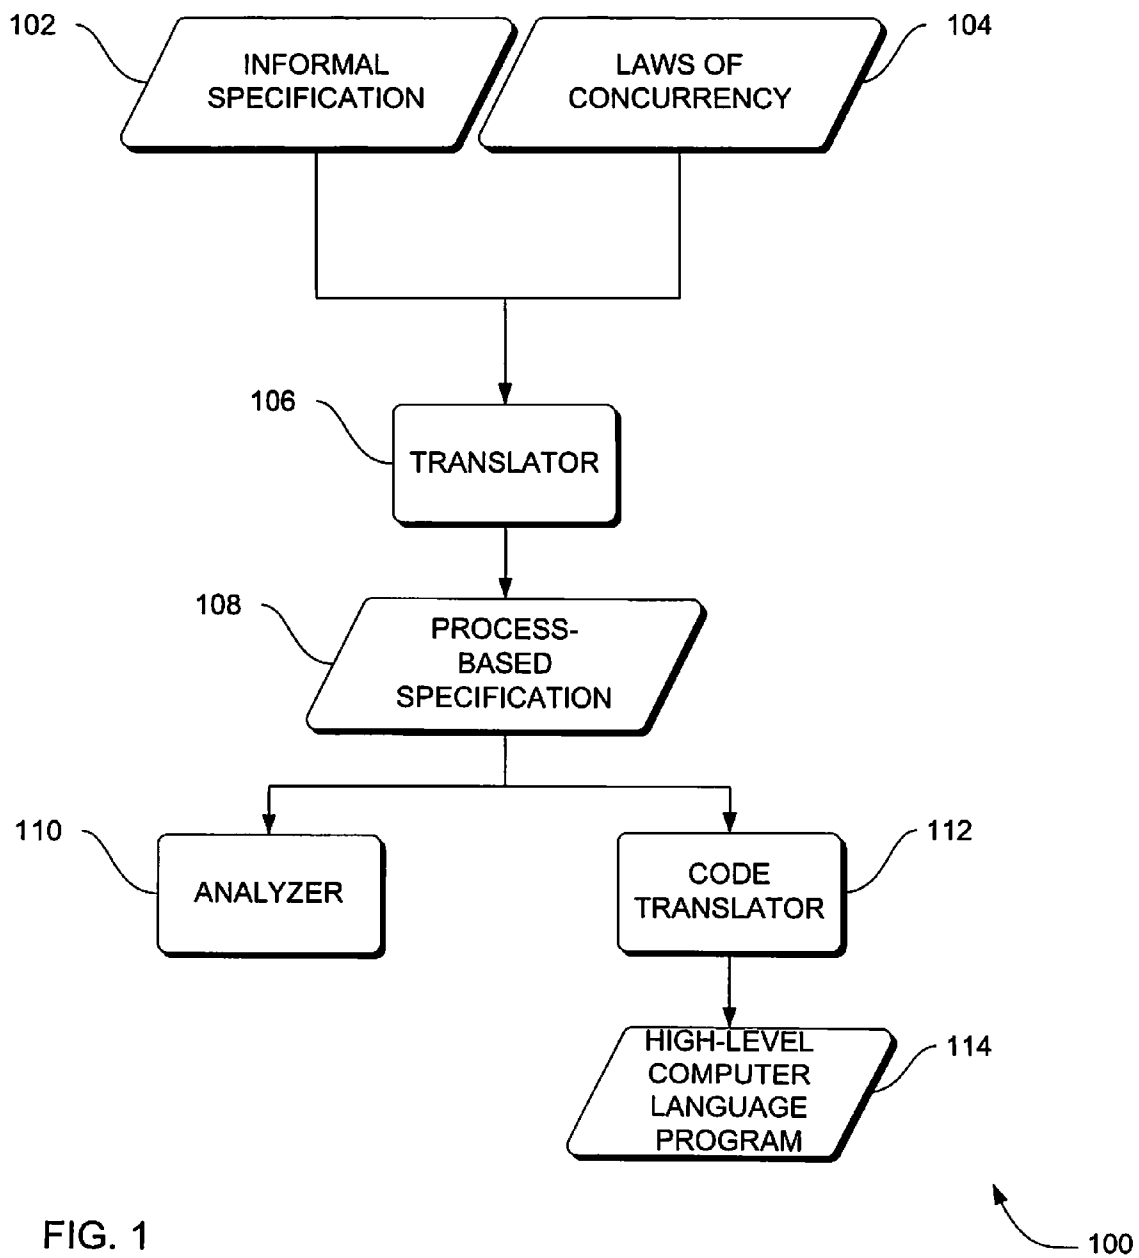 102
INFORMAL
SPECIFICATION
LAWS OF
CONCURRENCY
104
106
TRANSLATOR
108
PROCESS-
BASED
SPECIFICATION
110
ANALYZER
CODE
TRANSLATOR
112
HIGH-LEVEL
COMPUTER
LANGUAGE
PROGRAM
114
FIG. 1
100